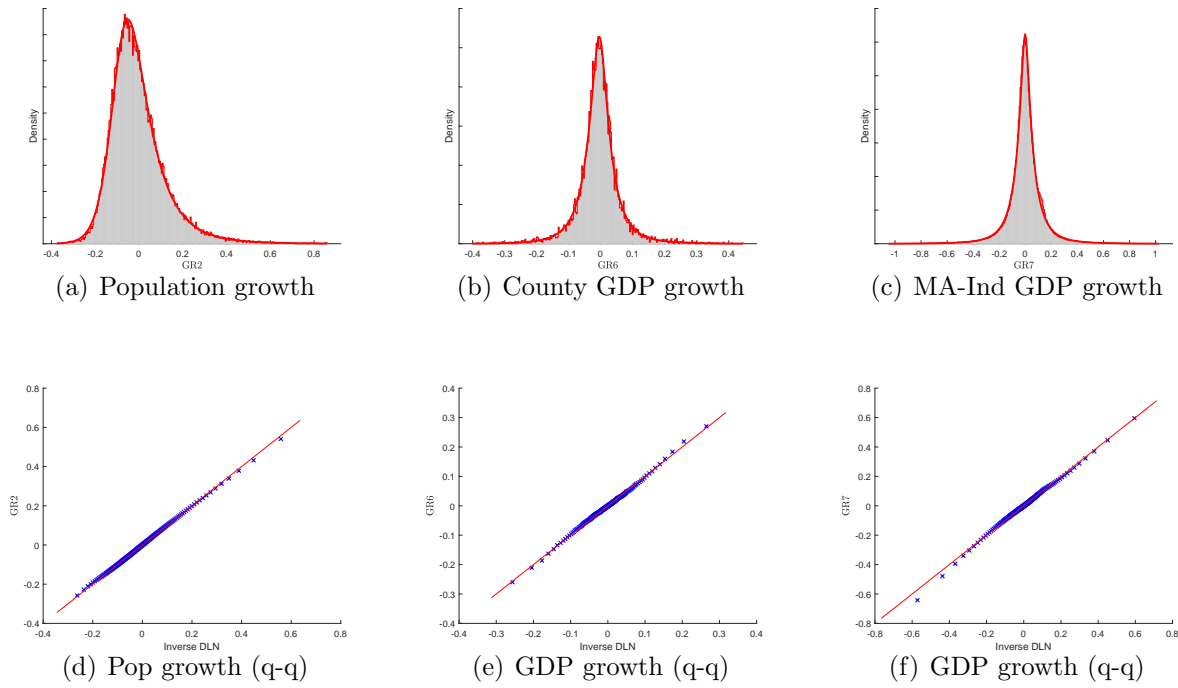 Density
-0.4 -0.2 0 0.2 0.4 0.6 0.8
GR2
(a) Population growth
Density
-0.4 -0.3 -0.2 -0.1 0 0.1 0.2 0.3 0.4
GR6
(b) County GDP growth
Density
-1 -0.8 -0.6 -0.4 -0.2 0 0.2 0.4 0.6 0.8 1
GR7
(c) MA-Ind GDP growth
0.8
0.6
0.4
0.2
0
-0.2
-0.4
GR2
-0.4 -0.2 0 0.2 0.4 0.6 0.8
Inverse DLN
(d) Pop growth (q-q)
0.4
0.3
0.2
0.1
0
-0.1
-0.2
-0.3
-0.4
GR6
-0.4 -0.3 -0.2 -0.1 0 0.1 0.2 0.3 0.4
Inverse DLN
(e) GDP growth (q-q)
0.8
0.6
0.4
0.2
0
-0.2
-0.4
-0.6
-0.8
GR7
-0.8 -0.6 -0.4 -0.2 0 0.2 0.4 0.6 0.8
Inverse DLN
(f) GDP growth (q-q)